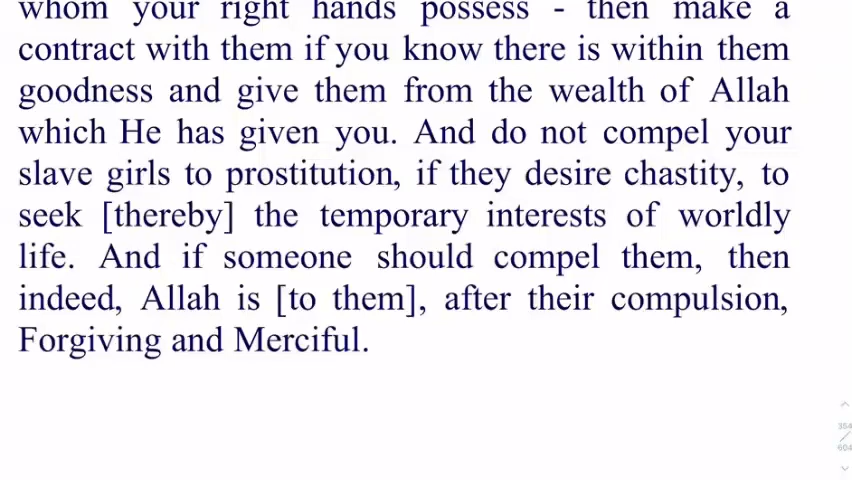 whom your right hands possess - then make a
contract with them if you know there is within them
goodness and give them from the wealth of Allah
which He has given you. And do not compel your
slave girls to prostitution, if they desire chastity, to
seek [thereby] the temporary interests of worldly
life. And if someone should compel them, then
indeed, Allah is [to them], after their compulsion,
Forgiving and Merciful.
354
604